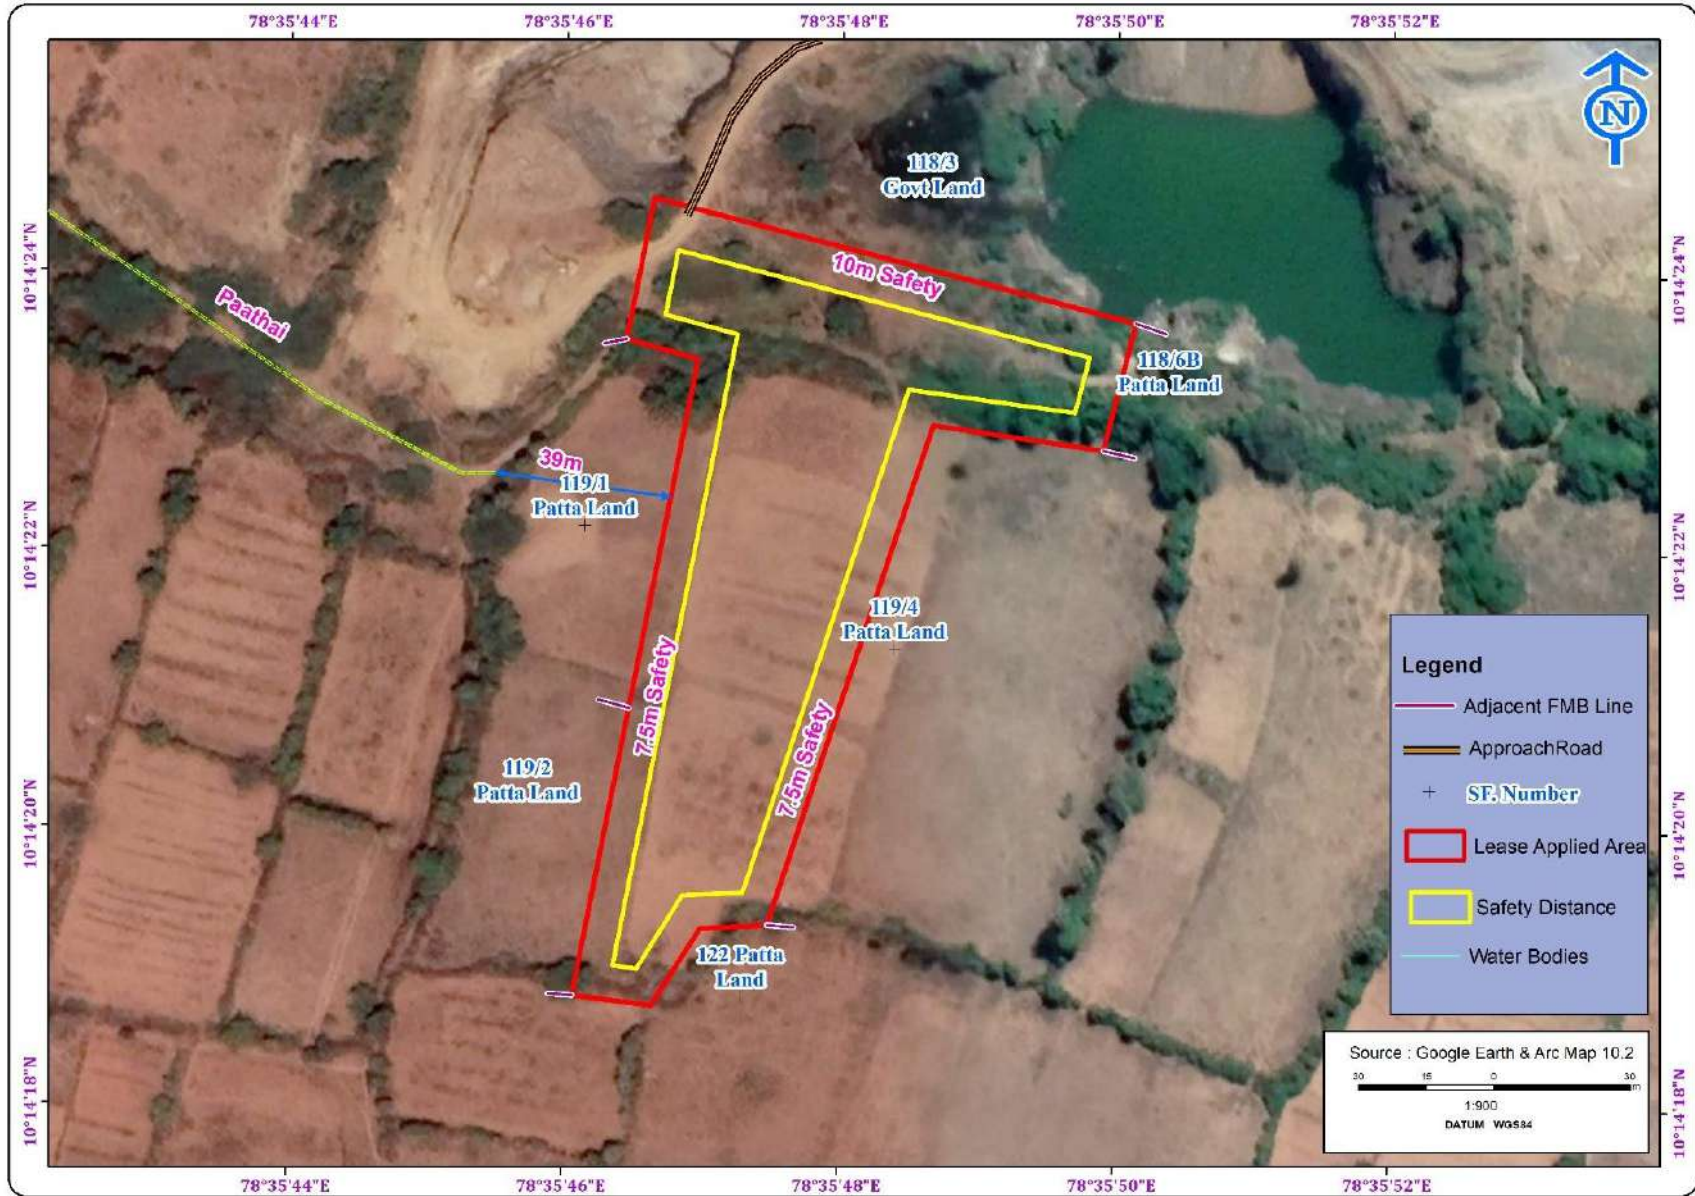 78°35'44"E
78°35'46"E
78°35'48"E
78°35'50"E
78°35'52"E
N
118/3
Govt Land
10°14'24"N
10°14'24"N
10m Safety
Paathai
118/6B
Patta Land
39m
119/1
Patta Land
10°14'22"N
10°14'22"N
119/4
Patta Land
7.5m Safety
7.5m Safety
119/2
Patta Land
10°14'20"N
10°14'20"N
122 Patta
Land
Legend
Adjacent FMB Line
ApproachRoad
SF. Number
Lease Applied Area
Safety Distance
Water Bodies
Source : Google Earth & Arc Map 10.2
30 15 0 30
m
1:900
DATUM WGS84
10°14'18"N
10°14'18"N
78°35'44"E
78°35'46"E
78°35'48"E
78°35'50"E
78°35'52"E